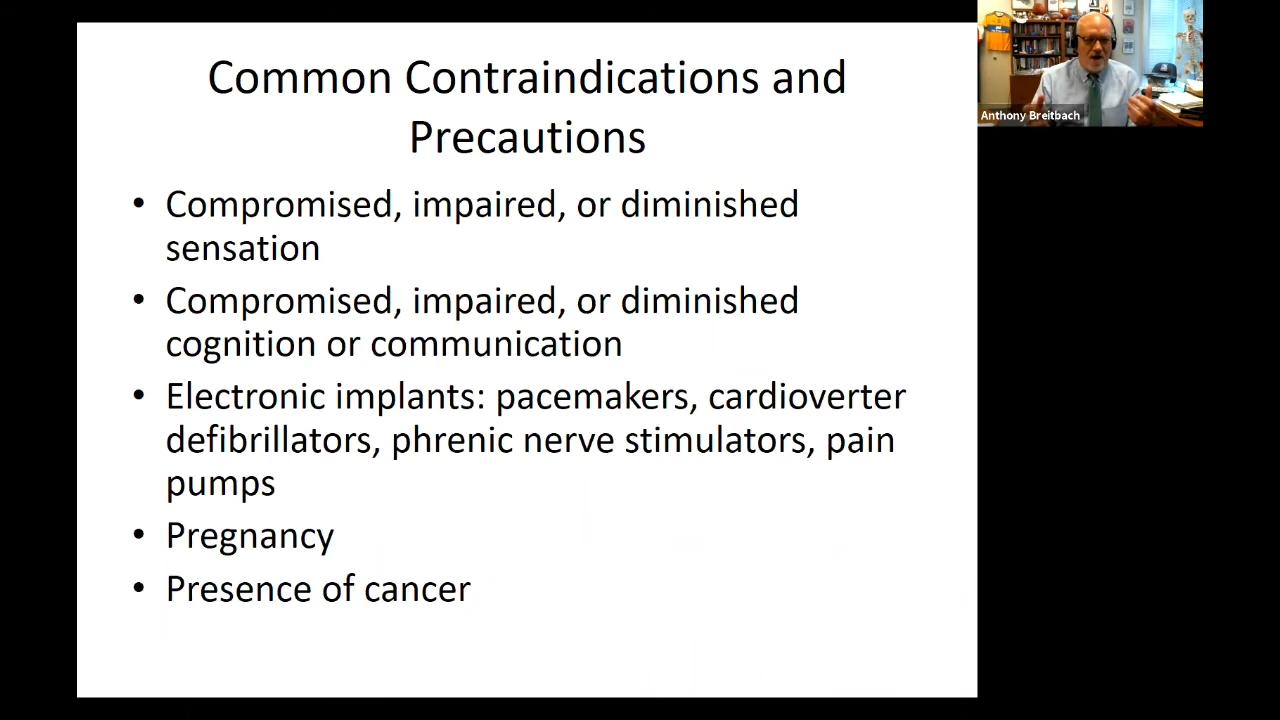 Common Contraindications and
Precautions
• Compromised, impaired, or diminished
sensation
• Compromised, impaired, or diminished
cognition or communication
• Electronic implants: pacemakers, cardioverter
defibrillators, phrenic nerve stimulators, pain
pumps
• Pregnancy
• Presence of cancer
Anthony Breitbach